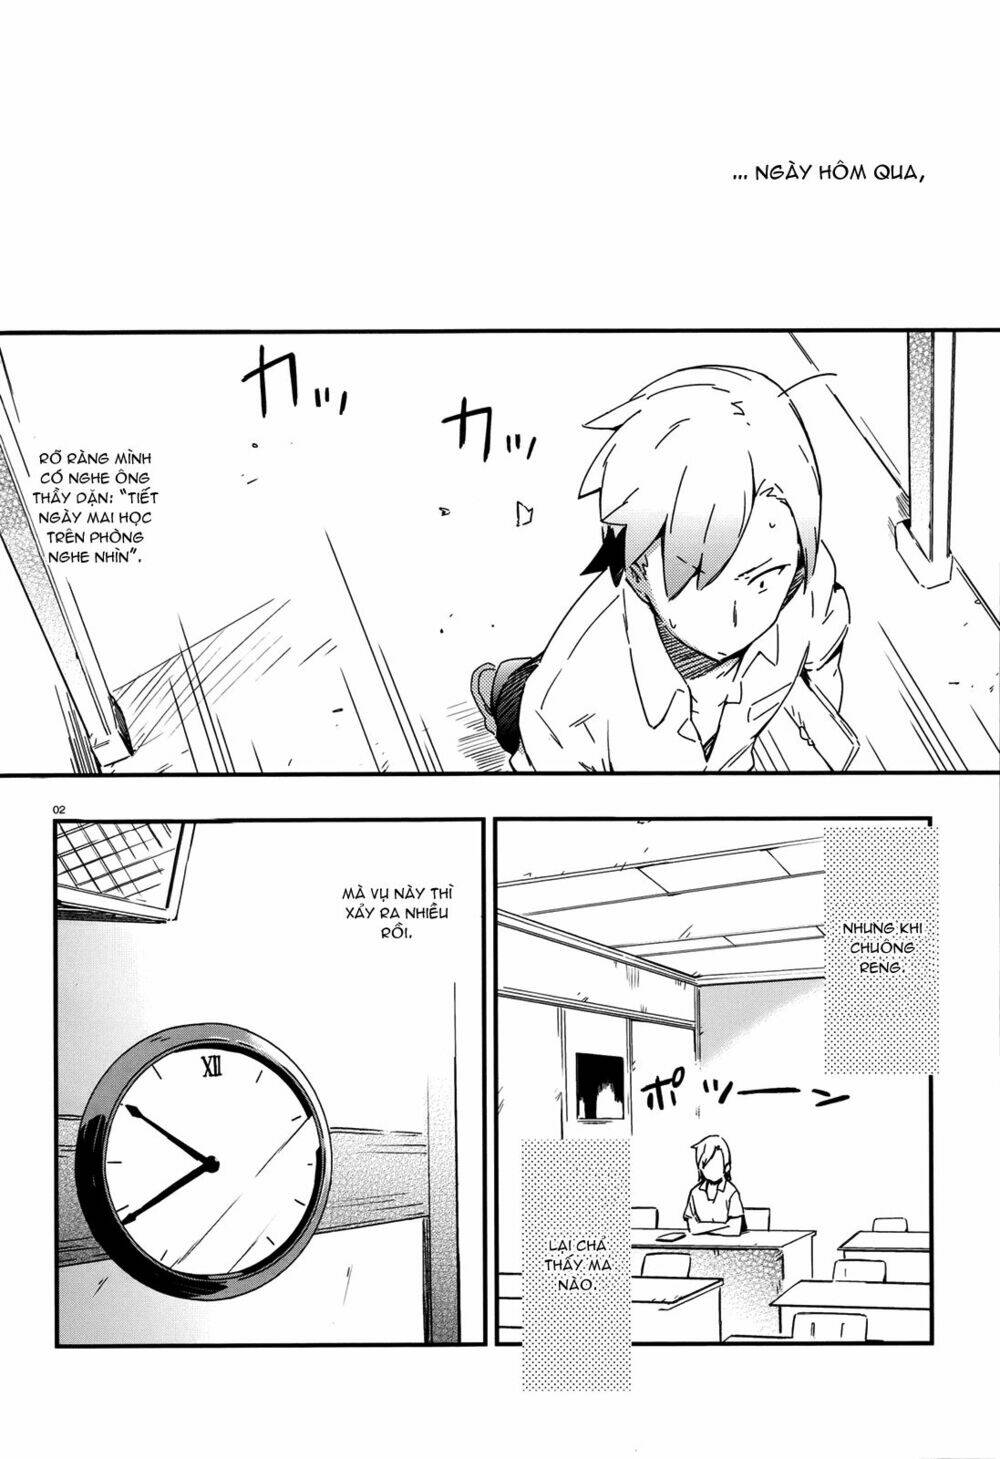 ... NGÀY HÔM QUA,
カッ
カッ
RÕ RÀNG MÌNH
CÓ NGHE ÔNG
THẦY DẶN: “TIẾT
NGÀY MAI HỌC
TRÊN PHÒNG
NGHE NHÌN”.
02
NHƯNG KHI
CHUÔNG
RENG.
ポツーン
LẠI CHẢ
THẤY MA
NÀO.
MÀ VỤ NÀY THÌ
XẢY RA NHIỀU
RỒI.
XII